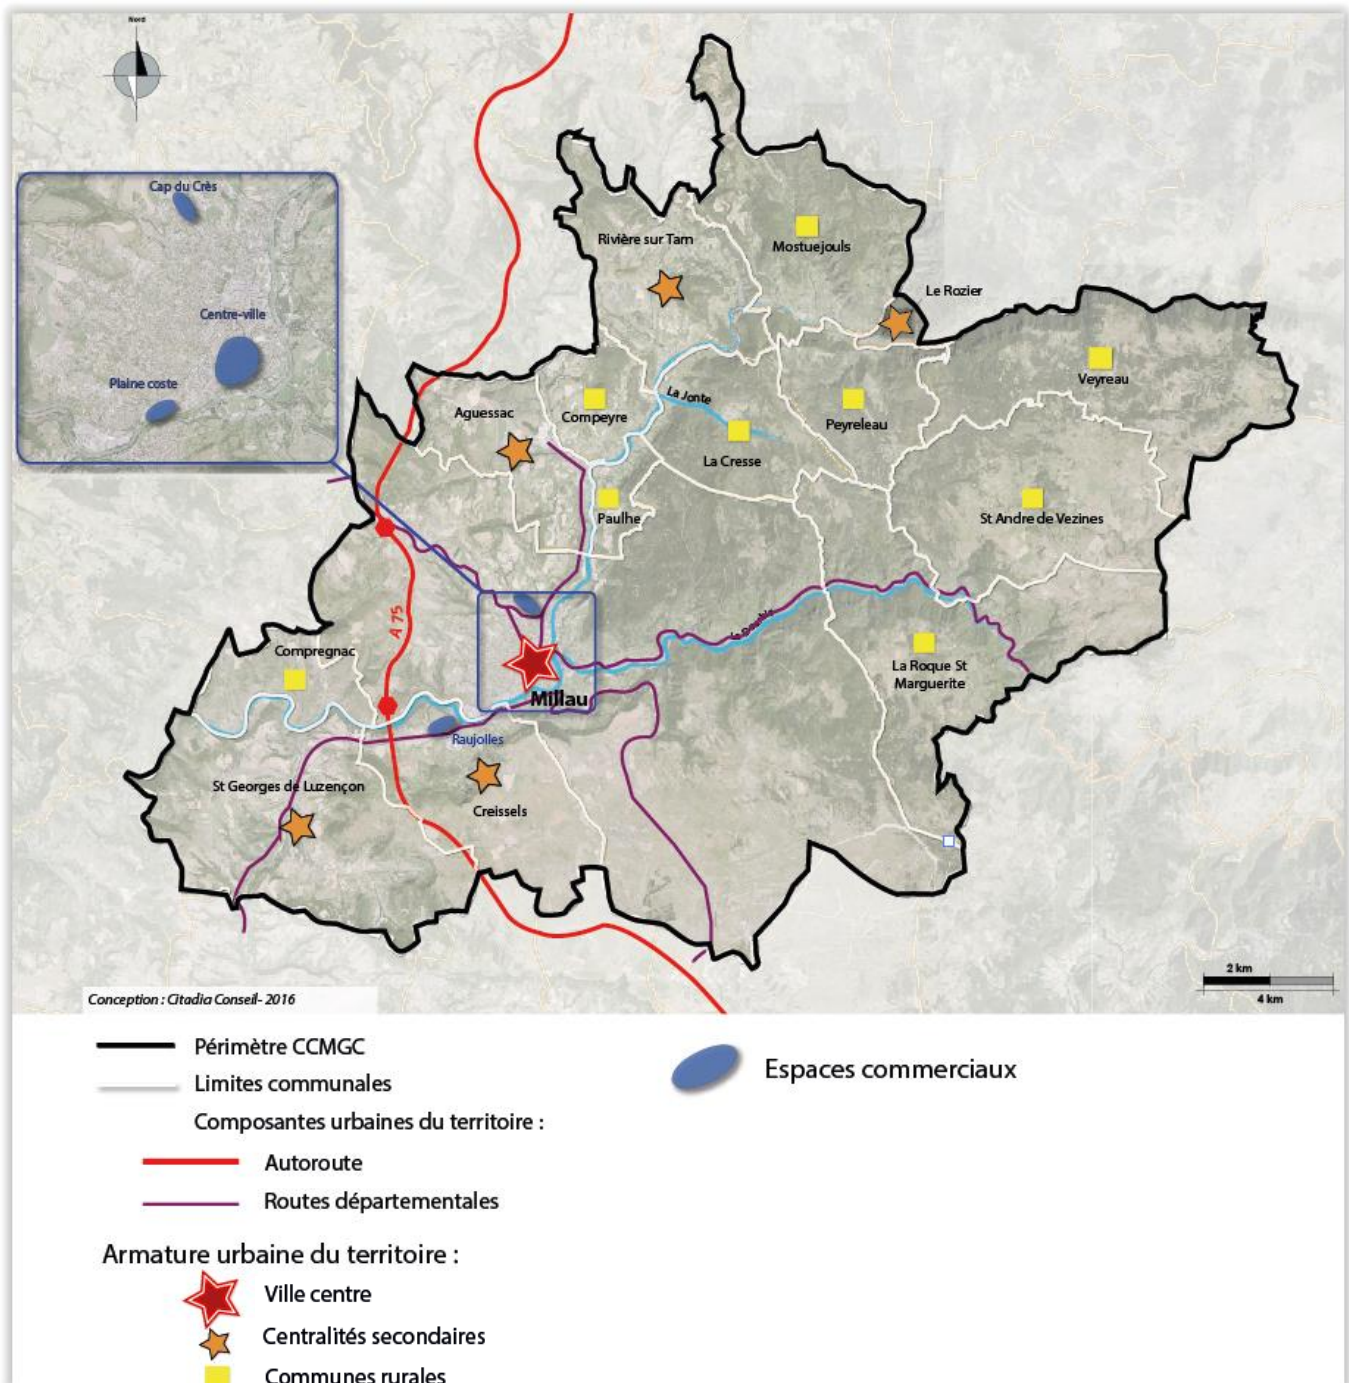 Nord
Cap du Crès
Centre-ville
Plaine coste
Rivière sur Tarn
Mostuejouls
Le Rozier
Veyreau
Aguessac
Compeyre
La Jonte
Peyreleau
La Cresse
Paulhe
St Andre de Vezines
A 75
Compregnac
La Roque St
Marguerite
Millau
Raujolles
St Georges de Luzençon
Creissels
2 km
4 km
Conception : Citadia Conseil- 2016
Périmètre CCMGC
Limites communales
Composantes urbaines du territoire :
Autoroute
Routes départementales
Espaces commerciaux
Armature urbaine du territoire :
Ville centre
Centralités secondaires
Communes rurales